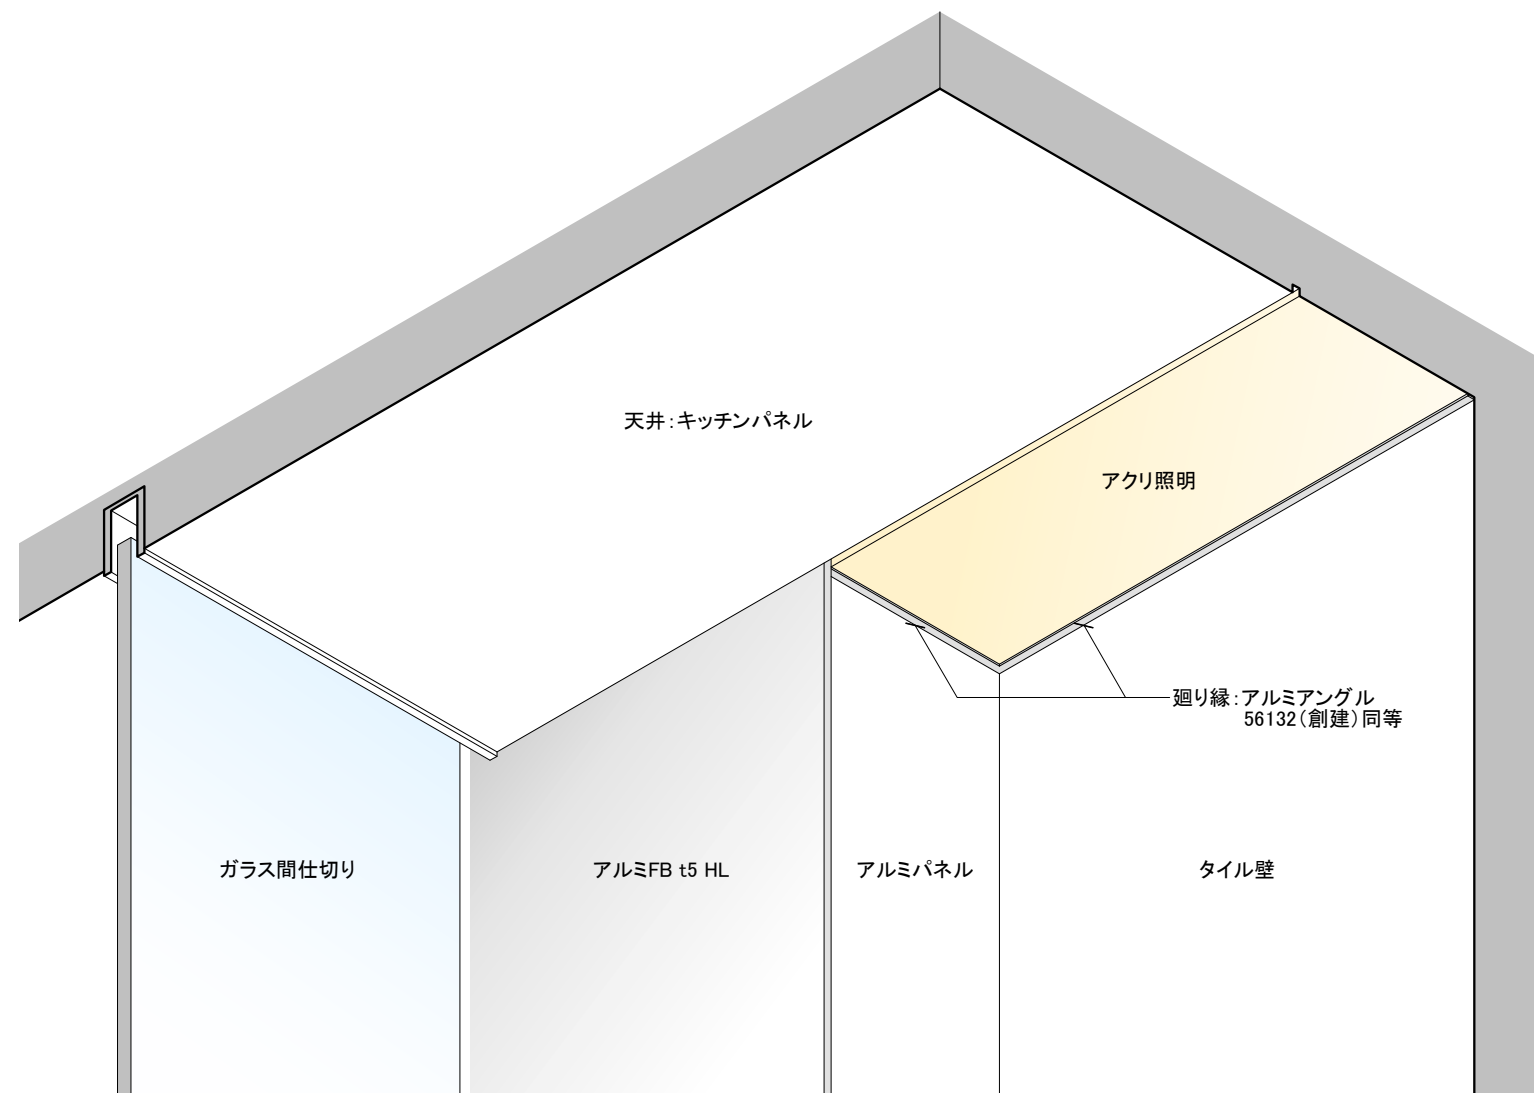 天井：キッチンパネル
アクリ照明
廻り縁：アルミアングル
56132（創建）同等
ガラス間仕切り
アルミFB t5 HL
アルミパネル
タイル壁